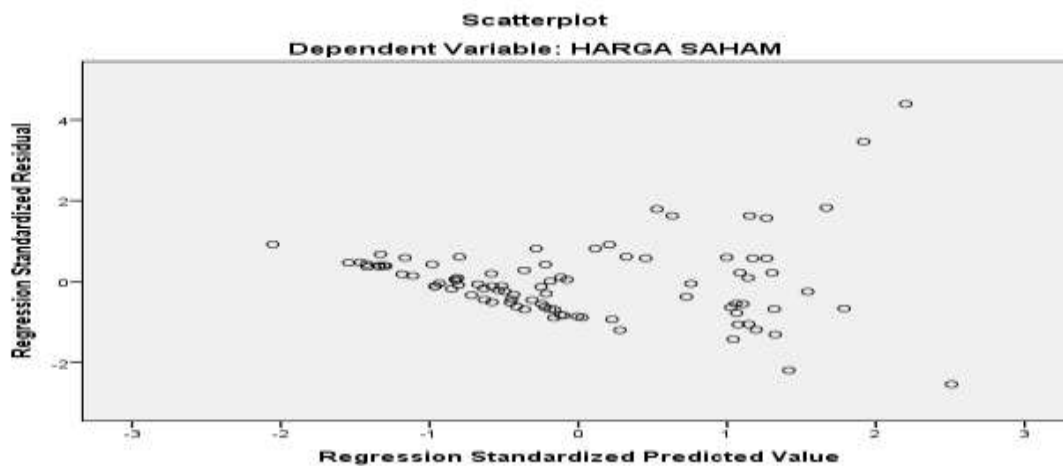 Scatterplot
Dependent Variable: HARGA SAHAM
Regression Standardized Residual
4
2
0
-2
-3
-2
-1
0
1
2
3
Regression Standardized Predicted Value